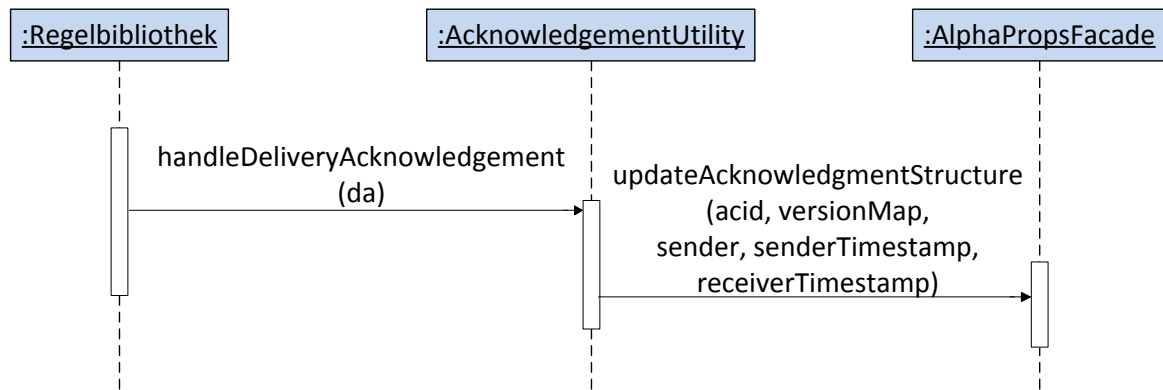 :Regelbibliothek
:AcknowledgementUtility
:AlphaPropsFacade
handleDeliveryAcknowledgement
(da)
updateAcknowledgmentStructure
(acid, versionMap,
sender, senderTimestamp,
receiverTimestamp)